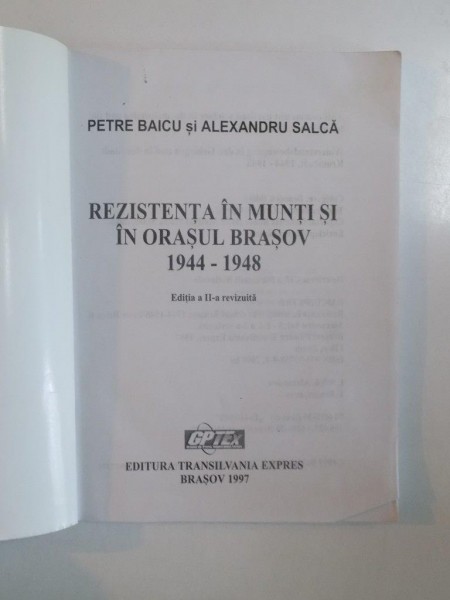 PETRE BAICU și ALEXANDRU SALCĂ
REZISTENȚA ÎN MUNȚI ȘI
ÎN ORAȘUL BRAȘOV
1944 - 1948
Ediția a II-a revizuită
GPTEx
EDITURA TRANSILVANIA EXPRES
BRAȘOV 1997